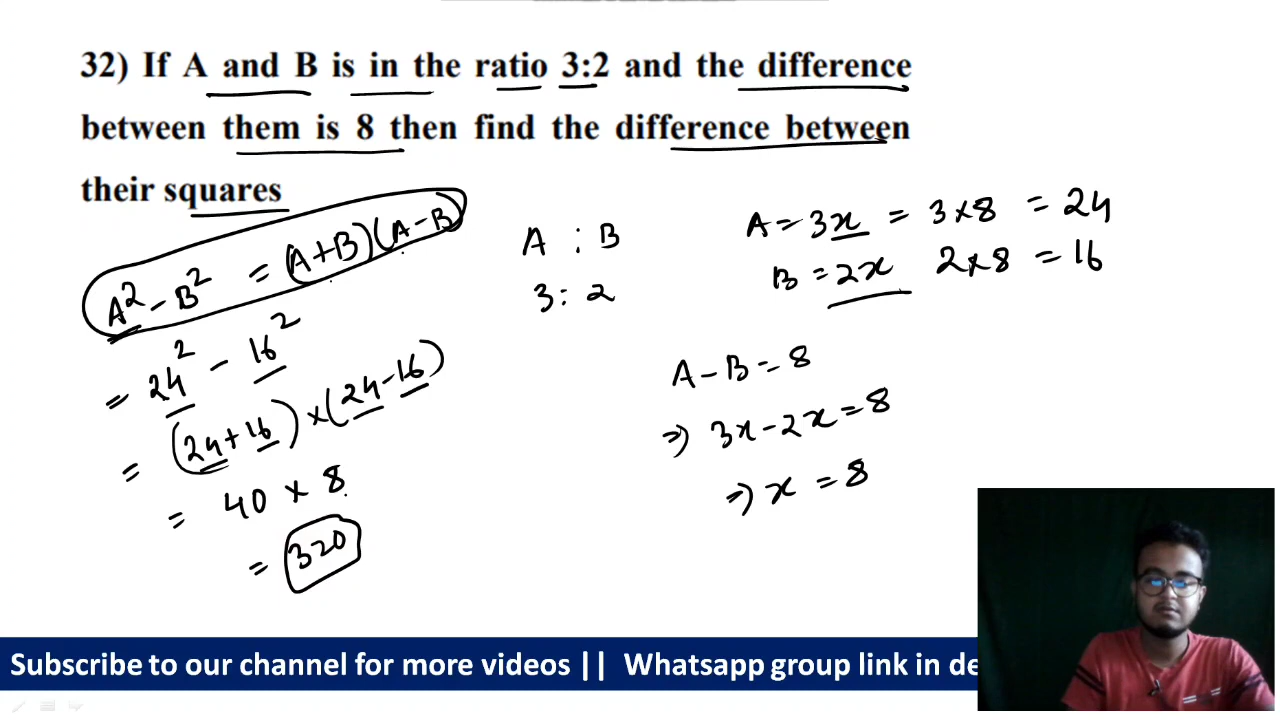 32) If A and B is in the ratio 3:2 and the difference
between them is 8 then find the difference between
their squares
A² - B² = (A+B)(A-B)
= 24² - 16²
= (24+16) × (24-16)
= 40 × 8
= 320
A : B
3 : 2
A = 3x = 3×8 = 24
B = 2x 2×8 = 16
A - B = 8
⇒ 3x - 2x = 8
⇒ x = 8
Subscribe to our channel for more videos || Whatsapp group link in de